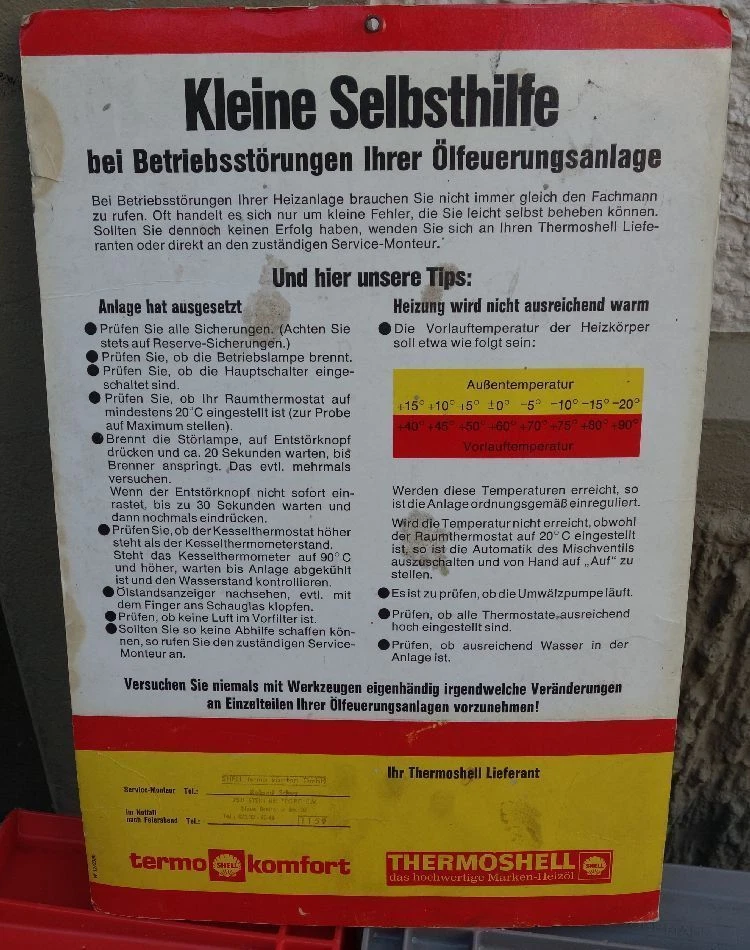 Kleine Selbsthilfe
bei Betriebsstörungen Ihrer Ölfeuerungsanlage
Bei Betriebsstörungen Ihrer Heizanlage brauchen Sie nicht immer gleich den Fachmann
zu rufen. Oft handelt es sich nur um kleine Fehler, die Sie leicht selbst beheben können.
Sollten Sie dennoch keinen Erfolg haben, wenden Sie sich an Ihren Thermoshell Liefe-
ranten oder direkt an den zuständigen Service-Monteur.
Und hier unsere Tips:
Anlage hat ausgesetzt
● Prüfen Sie alle Sicherungen. (Achten Sie
stets auf Reserve-Sicherungen.)
● Prüfen Sie, ob die Betriebslampe brennt.
● Prüfen Sie, ob die Hauptschalter einge-
schaltet sind.
● Prüfen Sie, ob Ihr Raumthermostat auf
mindestens 20°C eingestellt ist (zur Probe
auf Maximum stellen).
● Brennt die Störlampe, auf Entstörknopf
drücken und ca. 20 Sekunden warten, bis
Brenner anspringt. Das evtl. mehrmals
versuchen.
Wenn der Entstörknopf nicht sofort ein-
rastet, bis zu 30 Sekunden warten und
dann nochmals eindrücken.
● Prüfen Sie, ob der Kesselthermostat höher
steht als der Kesselthermometerstand.
Steht das Kesselthermometer auf 90°C
und höher, warten bis Anlage abgekühlt
ist und den Wasserstand kontrollieren.
● Ölstandsanzeiger nachsehen, evtl. mit
dem Finger ans Schauglas klopfen.
● Prüfen, ob keine Luft im Vorfilter ist.
● Sollten Sie so keine Abhilfe schaffen kön-
nen, so rufen Sie den zuständigen Service-
Monteur an.
Heizung wird nicht ausreichend warm
● Die Vorlauftemperatur der Heizkörper
soll etwa wie folgt sein:
Außentemperatur
+15° +10° +5° ±0° -5° -10° -15° -20°
+40° +45° +50° +60° +70° +75° +80° +90°
Vorlauftemperatur
Werden diese Temperaturen erreicht, so
ist die Anlage ordnungsgemäß einreguliert.
Wird die Temperatur nicht erreicht, obwohl
der Raumthermostat auf 20°C eingestellt
ist, so ist die Automatik des Mischventils
auszuschalten und von Hand auf „Auf" zu
stellen.
● Es ist zu prüfen, ob die Umwälzpumpe läuft.
● Prüfen, ob alle Thermostate ausreichend
hoch eingestellt sind.
● Prüfen, ob ausreichend Wasser in der
Anlage ist.
Versuchen Sie niemals mit Werkzeugen eigenhändig irgendwelche Veränderungen
an Einzelteilen Ihrer Ölfeuerungsanlagen vorzunehmen!
Service-Monteur Tel.:
im Notfall
nach Feierabend Tel.:
1159
Ihr Thermoshell Lieferant
termo SHELL komfort
THERMOSHELL SHELL
das hochwertige Marken-Heizöl